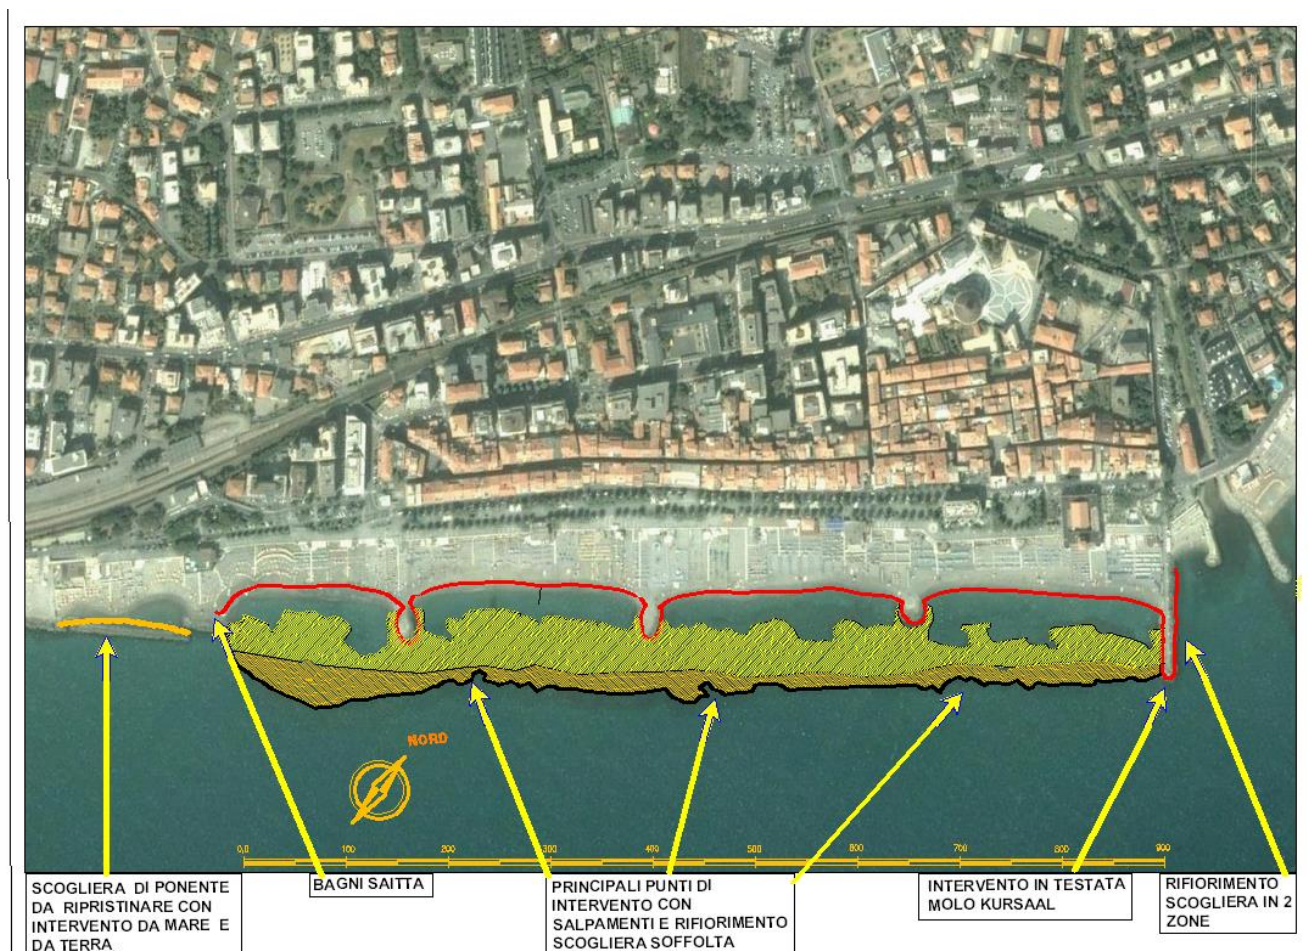 NORD
0,0 100 200 300 400 500 600 700 800 900
SCOGLIERA DI PONENTE
DA RIPRISTINARE CON
INTERVENTO DA MARE E
DA TERRA
BAGNI SAITTA
PRINCIPALI PUNTI DI
INTERVENTO CON
SALPAMENTI E RIFIORIMENTO
SCOGLIERA SOFFOLTA
INTERVENTO IN TESTATA
MOLO KURSAAL
RIFIORIMENTO
SCOGLIERA IN 2
ZONE